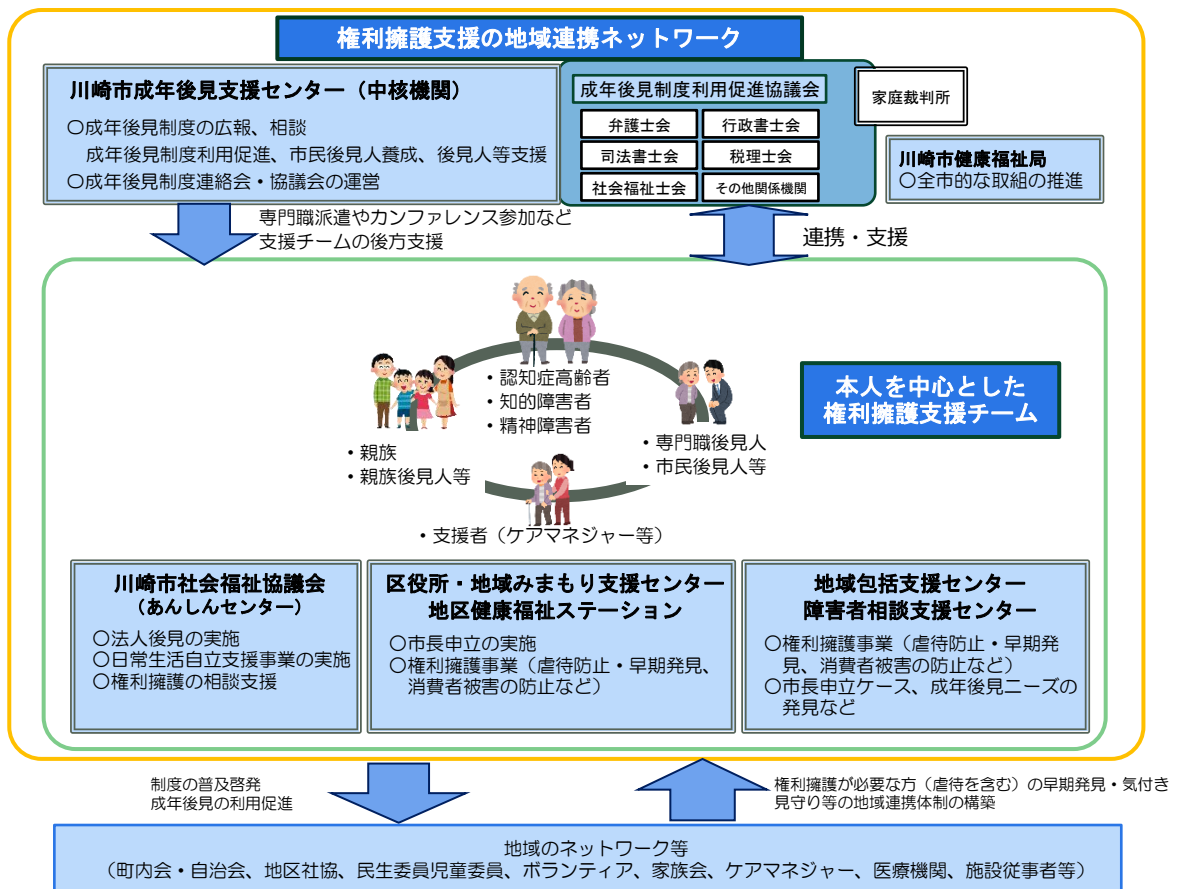 権利擁護支援の地域連携ネットワーク
川崎市成年後見支援センター（中核機関）
〇成年後見制度の広報、相談
成年後見制度利用促進、市民後見人養成、後見人等支援
〇成年後見制度連絡会・協議会の運営
成年後見制度利用促進協議会
弁護士会
行政書士会
司法書士会
税理士会
社会福祉士会
その他関係機関
家庭裁判所
川崎市健康福祉局
〇全市的な取組の推進
専門職派遣やカンファレンス参加など
支援チームの後方支援
連携・支援
・認知症高齢者
・知的障害者
・精神障害者
・親族
・親族後見人等
・専門職後見人
・市民後見人等
・支援者（ケアマネジャー等）
本人を中心とした
権利擁護支援チーム
川崎市社会福祉協議会
（あんしんセンター）
〇法人後見の実施
〇日常生活自立支援事業の実施
〇権利擁護の相談支援
区役所・地域みまもり支援センター
地区健康福祉ステーション
〇市長申立の実施
〇権利擁護事業（虐待防止・早期発見、
消費者被害の防止など）
地域包括支援センター
障害者相談支援センター
〇権利擁護事業（虐待防止・早期発
見、消費者被害の防止など）
〇市長申立ケース、成年後見ニーズの
発見など
制度の普及啓発
成年後見の利用促進
権利擁護が必要な方（虐待を含む）の早期発見・気付き
見守り等の地域連携体制の構築
地域のネットワーク等
（町内会・自治会、地区社協、民生委員児童委員、ボランティア、家族会、ケアマネジャー、医療機関、施設従事者等）